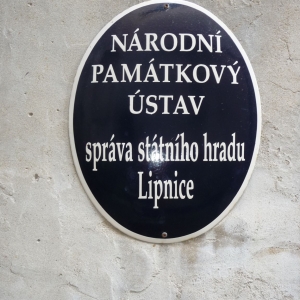 NÁRODNÍ
PAMÁTKOVÝ
ÚSTAV
správa státního hradu
Lipnice